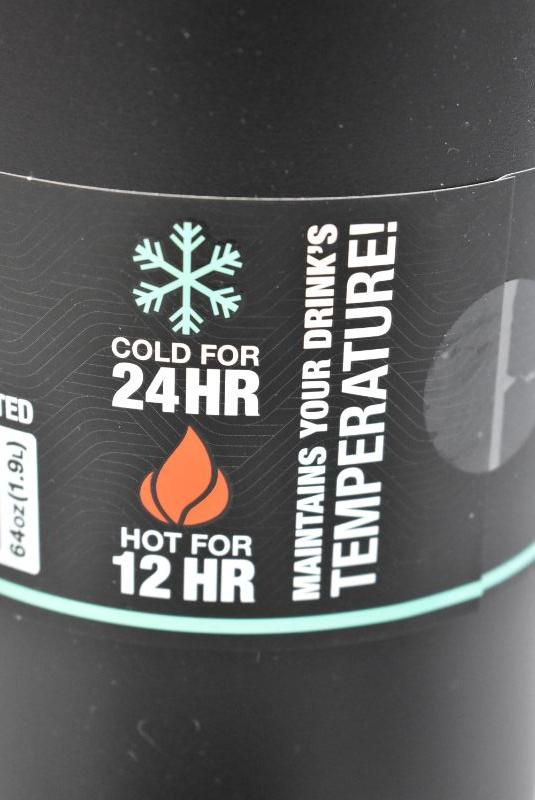 TED
64oz (1.9L)
COLD FOR
24HR
HOT FOR
12 HR
MAINTAINS YOUR DRINK'S
TEMPERATURE!